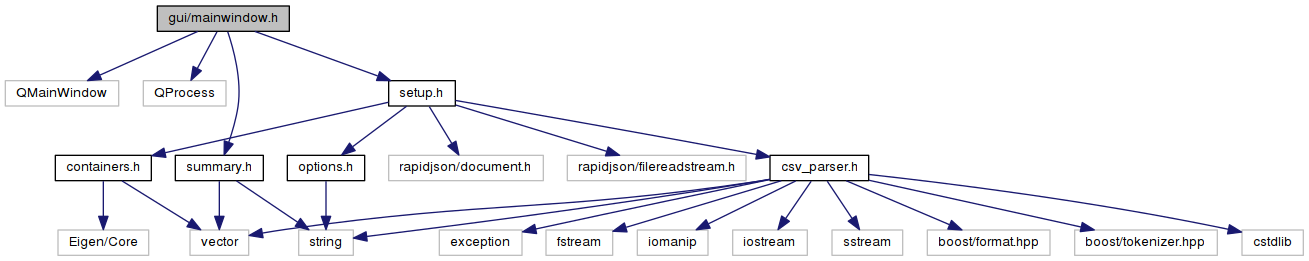 gui/mainwindow.h
QMainWindow
QProcess
setup.h
containers.h
summary.h
options.h
rapidjson/document.h
rapidjson/filereadstream.h
csv_parser.h
Eigen/Core
vector
string
exception
fstream
iomanip
iostream
sstream
boost/format.hpp
boost/tokenizer.hpp
cstdlib